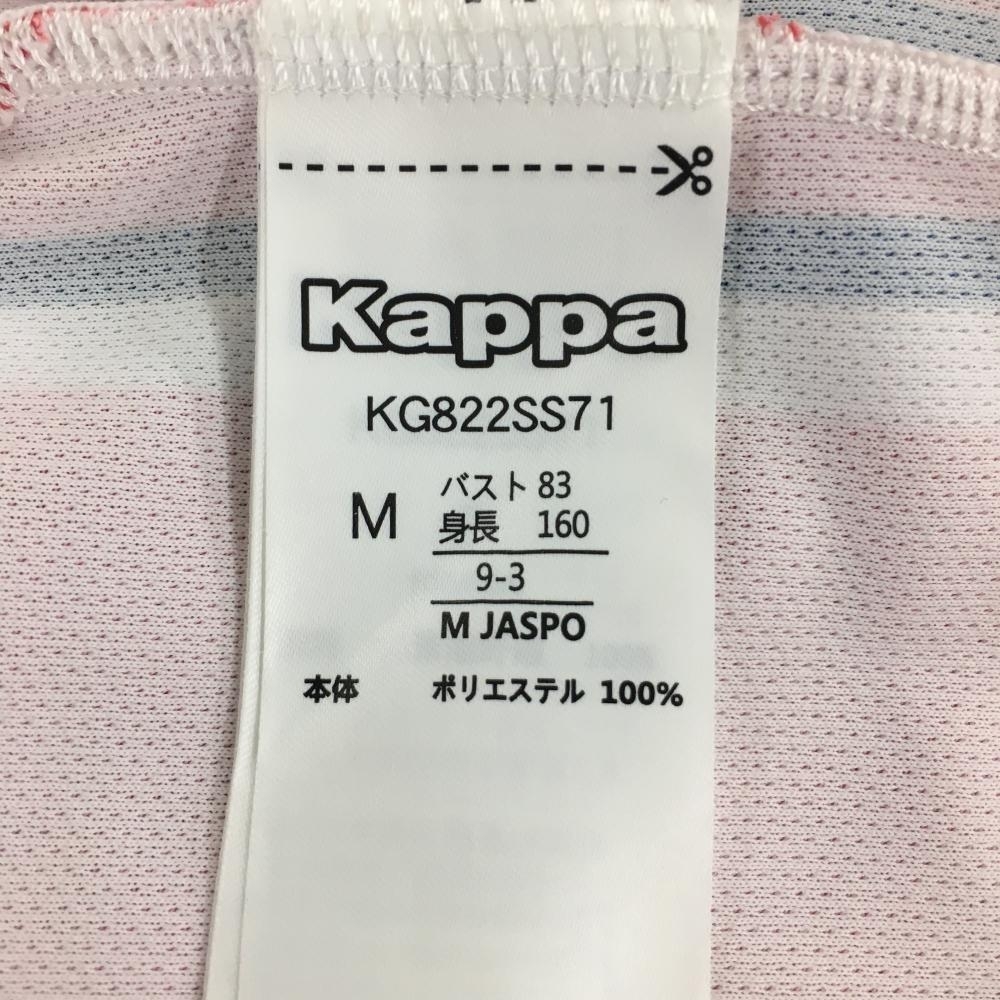 Kappa
KG822SS71
M バスト 83
身長 160
9-3
M JASPO
本体 ポリエステル 100%